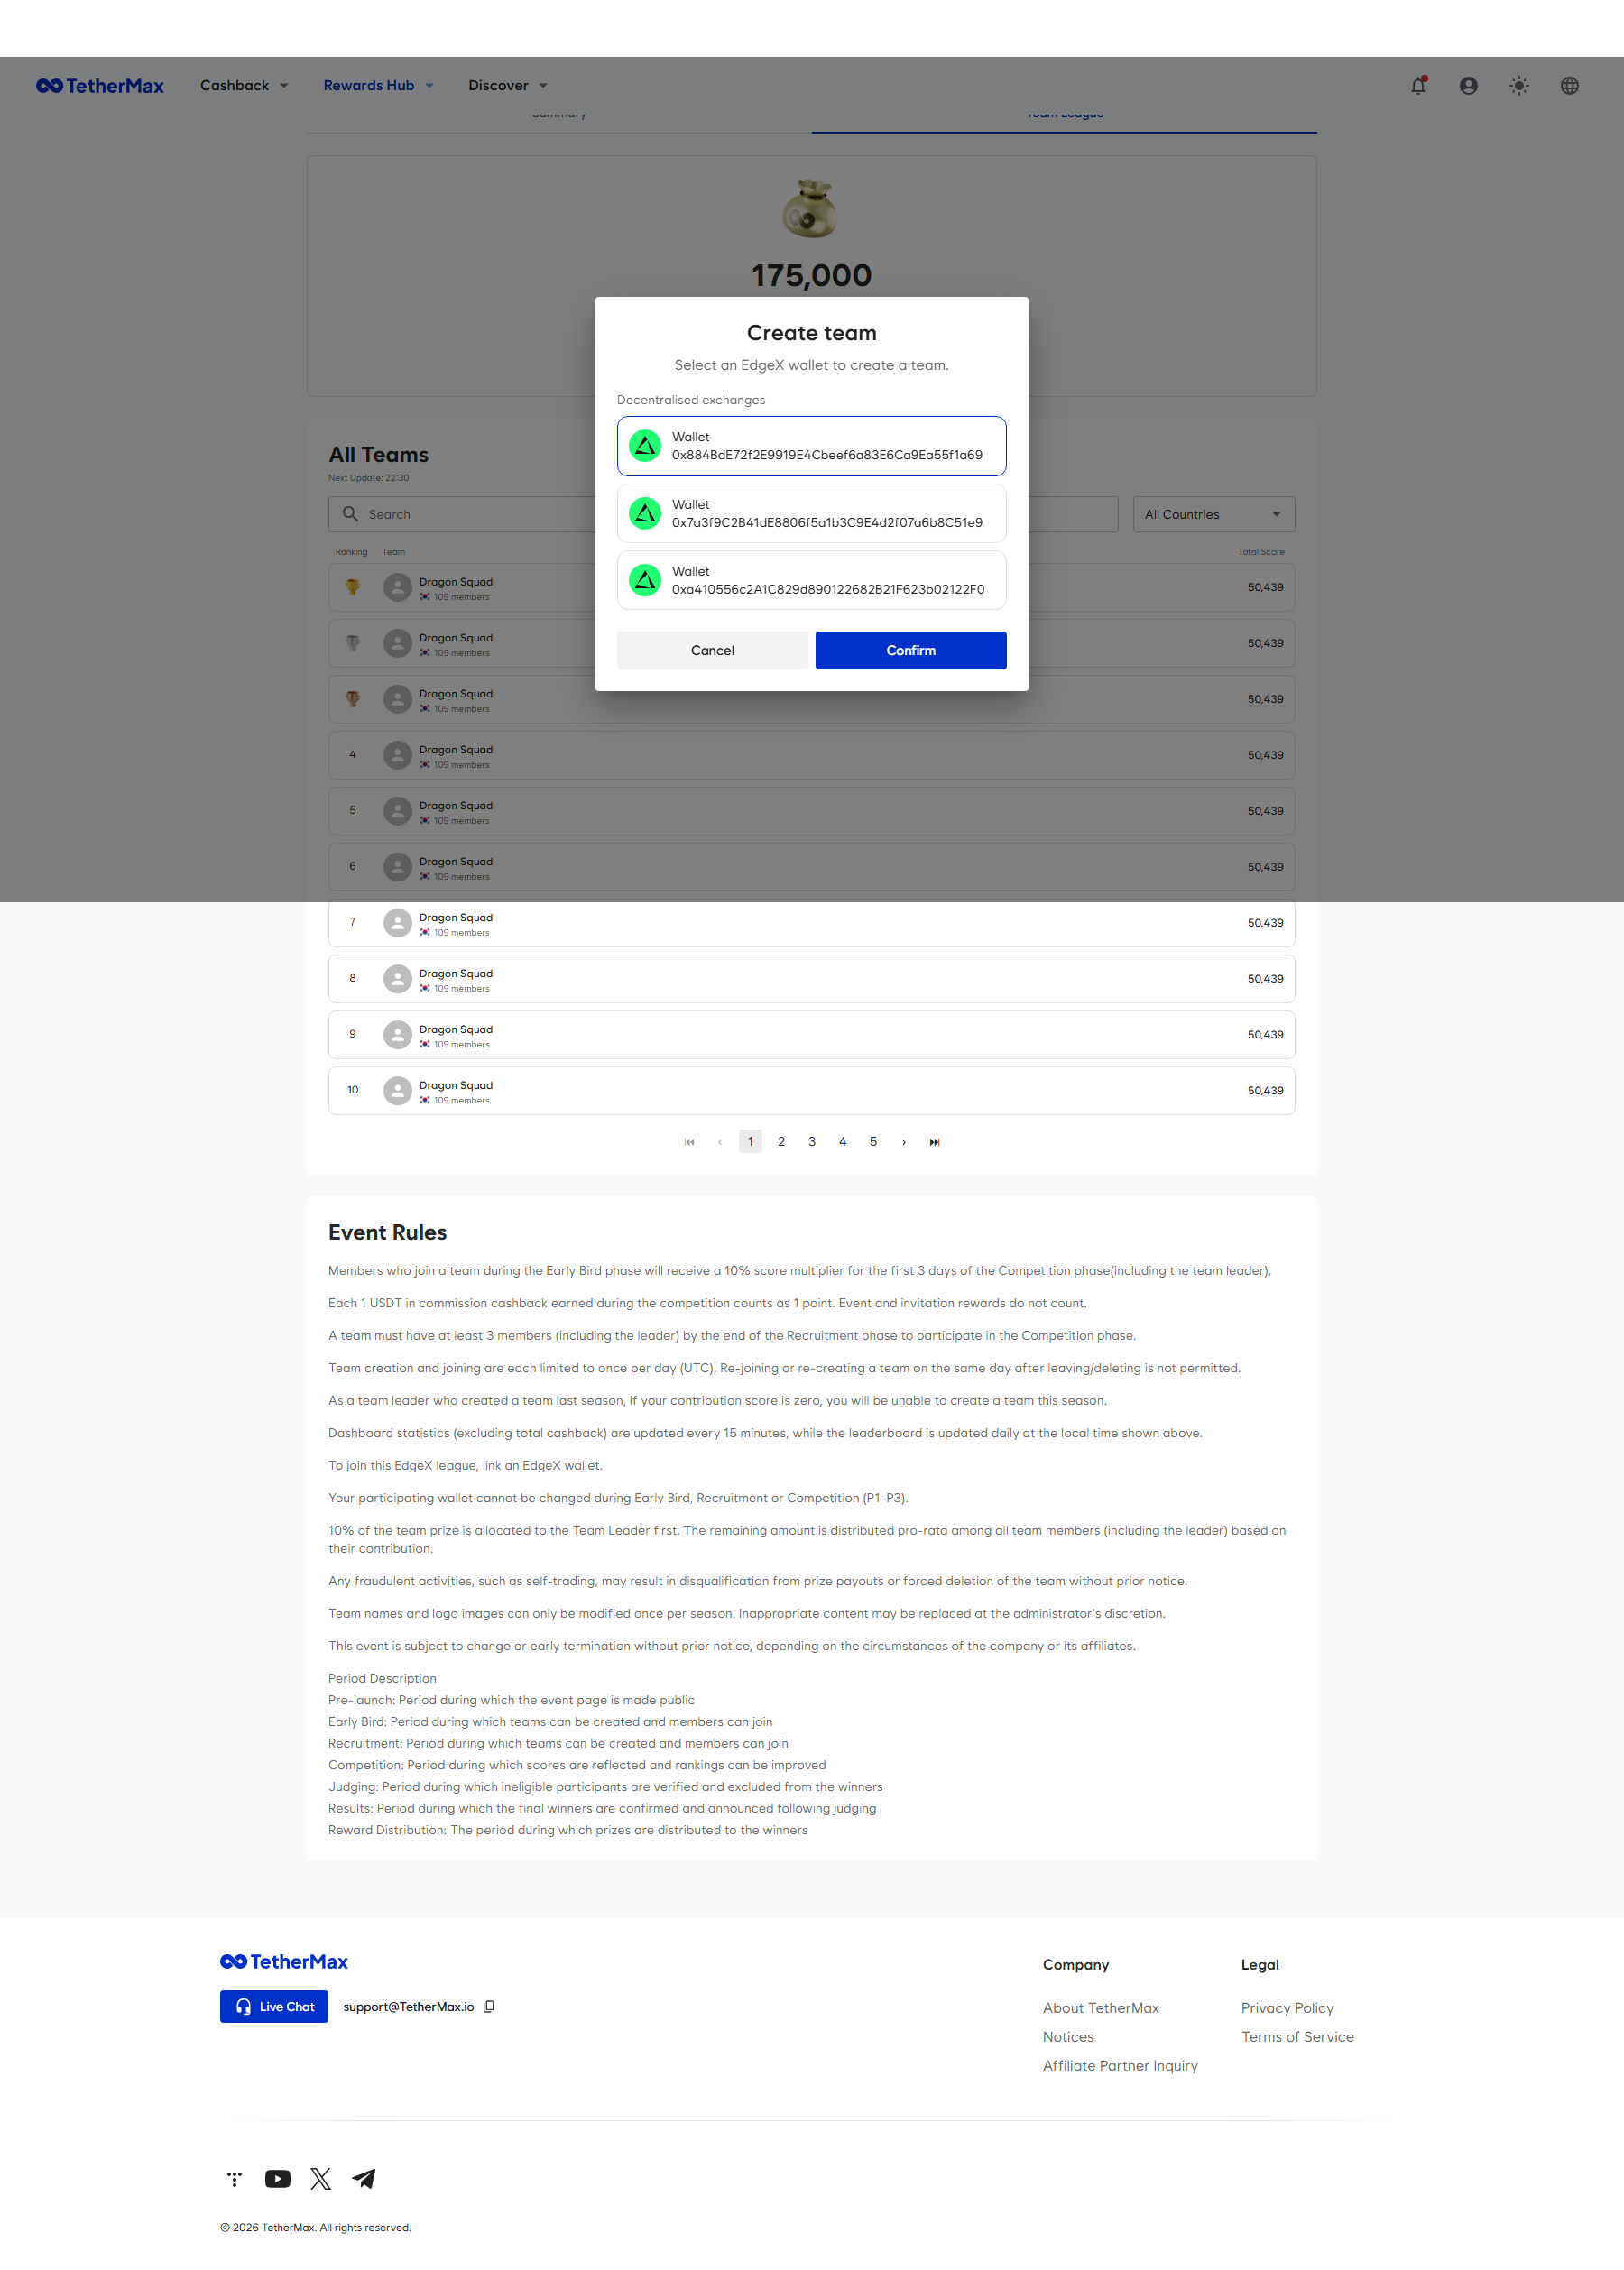 TetherMax
Cashback
Rewards Hub
Discover
Summary
Team League
175,000
Create team
Select an EdgeX wallet to create a team.
Decentralised exchanges
Wallet
0x884BdE72f2E9919E4Cbeef6a83E6Ca9Ea55f1a69
Wallet
0x7a3f9C2B41dE8806f5a1b3C9E4d2f07a6b8C51e9
Wallet
0xa410556c2A1C829d890122682B21F623b02122F0
Cancel
Confirm
All Teams
Next Update: 22:30
Search
All Countries
Ranking Team Total Score
Dragon Squad
109 members
50,439
Dragon Squad
109 members
50,439
Dragon Squad
109 members
50,439
4
Dragon Squad
109 members
50,439
5
Dragon Squad
109 members
50,439
6
Dragon Squad
109 members
50,439
7
Dragon Squad
109 members
50,439
8
Dragon Squad
109 members
50,439
9
Dragon Squad
109 members
50,439
10
Dragon Squad
109 members
50,439
1 2 3 4 5
Event Rules
Members who join a team during the Early Bird phase will receive a 10% score multiplier for the first 3 days of the Competition phase(including the team leader).
Each 1 USDT in commission cashback earned during the competition counts as 1 point. Event and invitation rewards do not count.
A team must have at least 3 members (including the leader) by the end of the Recruitment phase to participate in the Competition phase.
Team creation and joining are each limited to once per day (UTC). Re-joining or re-creating a team on the same day after leaving/deleting is not permitted.
As a team leader who created a team last season, if your contribution score is zero, you will be unable to create a team this season.
Dashboard statistics (excluding total cashback) are updated every 15 minutes, while the leaderboard is updated daily at the local time shown above.
To join this EdgeX league, link an EdgeX wallet.
Your participating wallet cannot be changed during Early Bird, Recruitment or Competition (P1–P3).
10% of the team prize is allocated to the Team Leader first. The remaining amount is distributed pro-rata among all team members (including the leader) based on
their contribution.
Any fraudulent activities, such as self-trading, may result in disqualification from prize payouts or forced deletion of the team without prior notice.
Team names and logo images can only be modified once per season. Inappropriate content may be replaced at the administrator's discretion.
This event is subject to change or early termination without prior notice, depending on the circumstances of the company or its affiliates.
Period Description
Pre-launch: Period during which the event page is made public
Early Bird: Period during which teams can be created and members can join
Recruitment: Period during which teams can be created and members can join
Competition: Period during which scores are reflected and rankings can be improved
Judging: Period during which ineligible participants are verified and excluded from the winners
Results: Period during which the final winners are confirmed and announced following judging
Reward Distribution: The period during which prizes are distributed to the winners
TetherMax
Live Chat
support@TetherMax.io
Company
About TetherMax
Notices
Affiliate Partner Inquiry
Legal
Privacy Policy
Terms of Service
© 2026 TetherMax. All rights reserved.